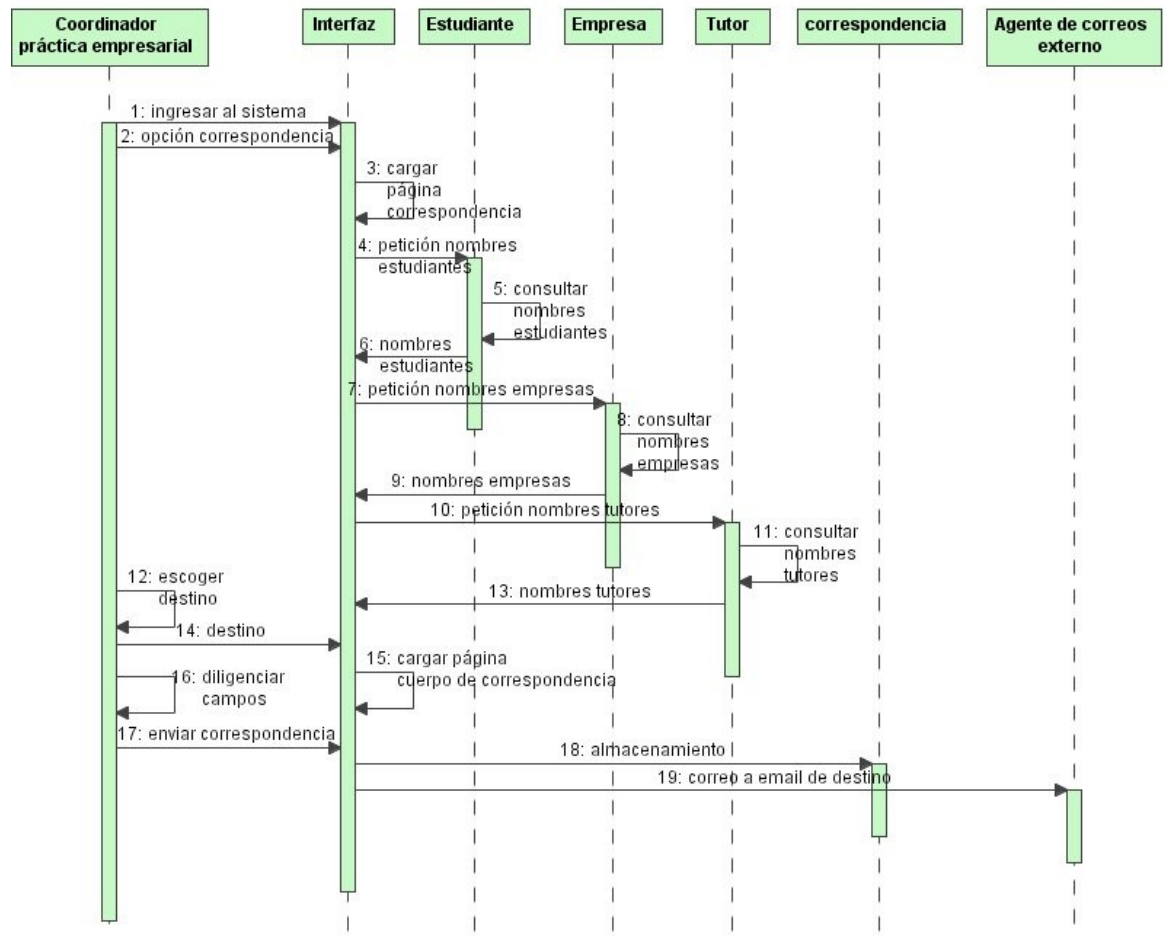 Coordinador
práctica empresarial
Interfaz
Estudiante
Empresa
Tutor
correspondencia
Agente de correos
externo
1: ingresar al sistema
2: opción correspondencia
3: cargar
página
correspondencia
4: petición nombres
estudiantes
5: consultar
nombres
estudiantes
6: nombres
estudiantes
7: petición nombres empresas
8: consultar
nombres
empresas
9: nombres empresas
10: petición nombres tutores
11: consultar
nombres
tutores
12: escoger
destino
13: nombres tutores
14: destino
15: cargar página
cuerpo de correspondencia
16: diligenciar
campos
17: enviar correspondencia
18: almacenamiento
19: correo a email de destino